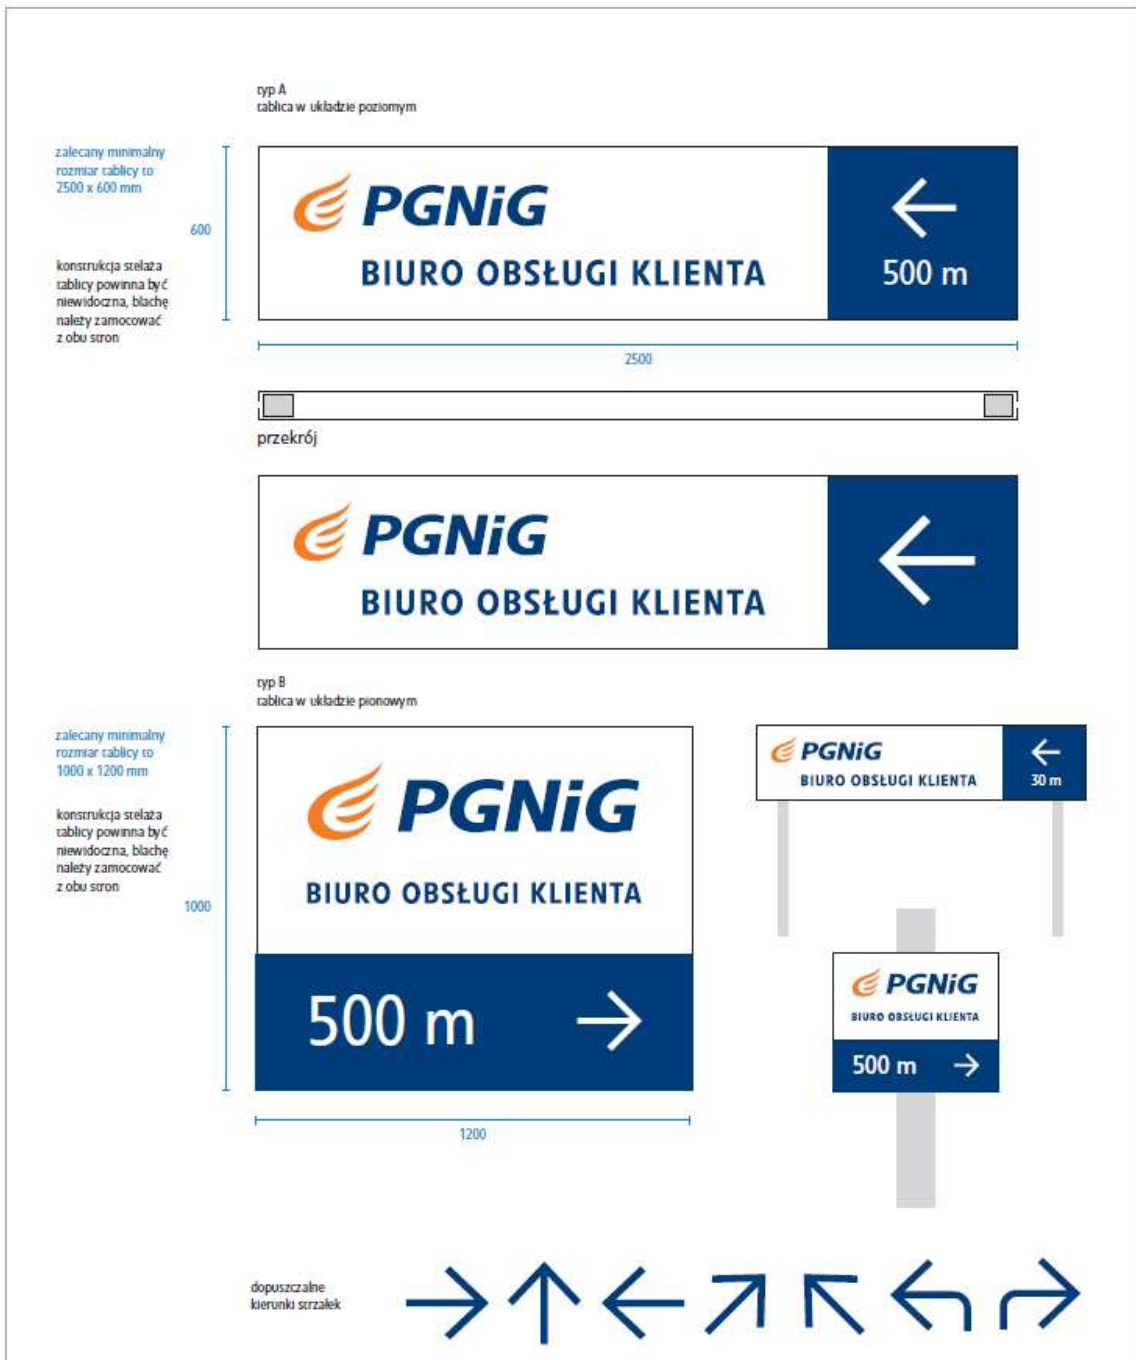 typ A
tablica w układzie poziomym
zalecany minimalny
rozmiar tablicy to
2500 x 600 mm
600
konstrukcja stelaża
tablicy powinna być
niewidoczna, blachę
należy zamocować
z obu stron
PGNiG
BIURO OBSŁUGI KLIENTA
500 m
2500
przekrój
PGNiG
BIURO OBSŁUGI KLIENTA
typ B
tablica w układzie pionowym
zalecany minimalny
rozmiar tablicy to
1000 x 1200 mm
konstrukcja stelaża
tablicy powinna być
niewidoczna, blachę
należy zamocować
z obu stron
1000
PGNiG
BIURO OBSŁUGI KLIENTA
500 m
1200
PGNiG
BIURO OBSŁUGI KLIENTA
30 m
PGNiG
BIURO OBSŁUGI KLIENTA
500 m
dopuszczalne
kierunki strzałek